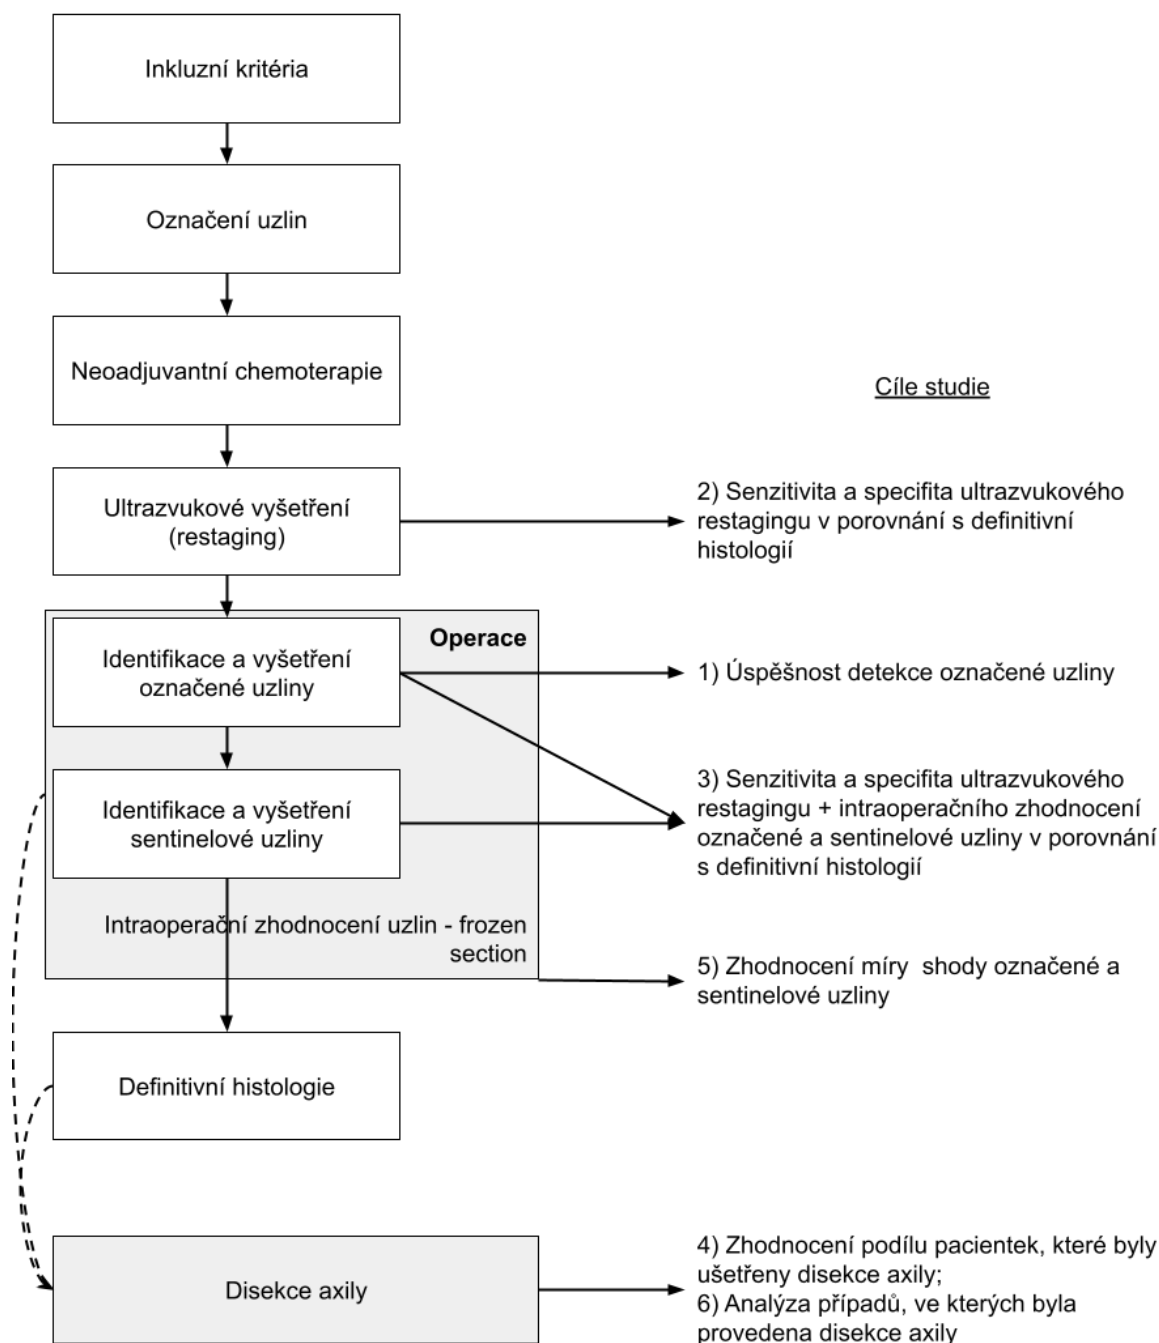 Inkluzní kritéria
Označení uzlin
Neoadjuvantní chemoterapie
Cíle studie
Ultrazvukové vyšetření
(restaging)
2) Senzitivita a specifita ultrazvukového
restagingu v porovnání s definitivní
histologií
Operace
Identifikace a vyšetření
označené uzliny
1) Úspěšnost detekce označené uzliny
Identifikace a vyšetření
sentinelové uzliny
3) Senzitivita a specifita ultrazvukového
restagingu + intraoperačního zhodnocení
označené a sentinelové uzliny v porovnání
s definitivní histologií
Intraoperační zhodnocení uzlin - frozen
section
5) Zhodnocení míry  shody označené a
sentinelové uzliny
Definitivní histologie
Disekce axily
4) Zhodnocení podílu pacientek, které byly
ušetřeny disekce axily;
6) Analýza případů, ve kterých byla
provedena disekce axily